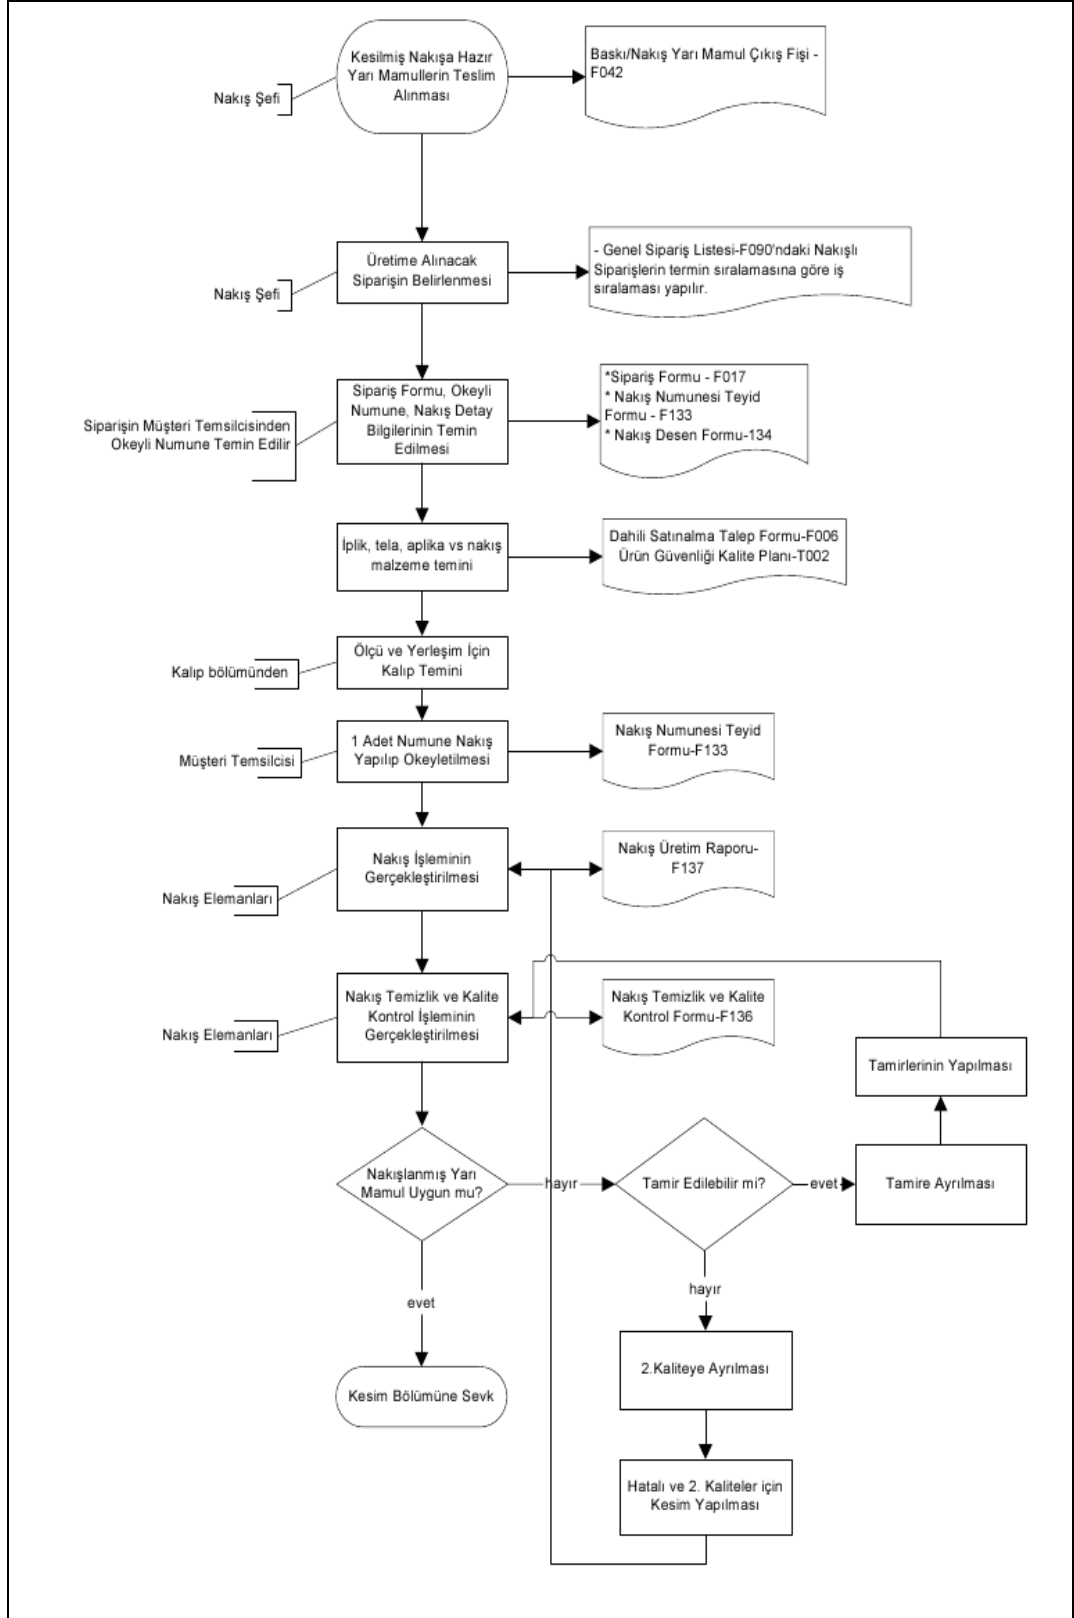 Kesilmiş Nakışa Hazır
Yarı Mamullerin Teslim
Alınması
Baskı/Nakış Yarı Mamul Çıkış Fişi -
F042
Nakış Şefi
Üretime Alınacak
Siparişin Belirlenmesi
- Genel Sipariş Listesi-F090'ndaki Nakışlı
Siparişlerin termin sıralamasına göre iş
sıralaması yapılır.
Nakış Şefi
Sipariş Formu, Okeyli
Numune, Nakış Detay
Bilgilerinin Temin
Edilmesi
*Sipariş Formu - F017
* Nakış Numunesi Teyid
Formu - F133
* Nakış Desen Formu-134
Siparişin Müşteri Temsilcisinden
Okeyli Numune Temin Edilir
İplik, tela, aplika vs nakış
malzeme temini
Dahili Satınalma Talep Formu-F006
Ürün Güvenliği Kalite Planı-T002
Ölçü ve Yerleşim İçin
Kalıp Temini
Kalıp bölümünden
1 Adet Numune Nakış
Yapılıp Okeyletilmesi
Nakış Numunesi Teyid
Formu-F133
Müşteri Temsilcisi
Nakış İşleminin
Gerçekleştirilmesi
Nakış Üretim Raporu-
F137
Nakış Elemanları
Nakış Temizlik ve Kalite
Kontrol İşleminin
Gerçekleştirilmesi
Nakış Temizlik ve Kalite
Kontrol Formu-F136
Nakış Elemanları
Tamirlerinin Yapılması
Nakışlanmış Yarı
Mamul Uygun mu?
hayır
Tamir Edilebilir mi?
evet
Tamire Ayrılması
evet
hayır
Kesim Bölümüne Sevk
2.Kaliteye Ayrılması
Hatalı ve 2. Kaliteler için
Kesim Yapılması